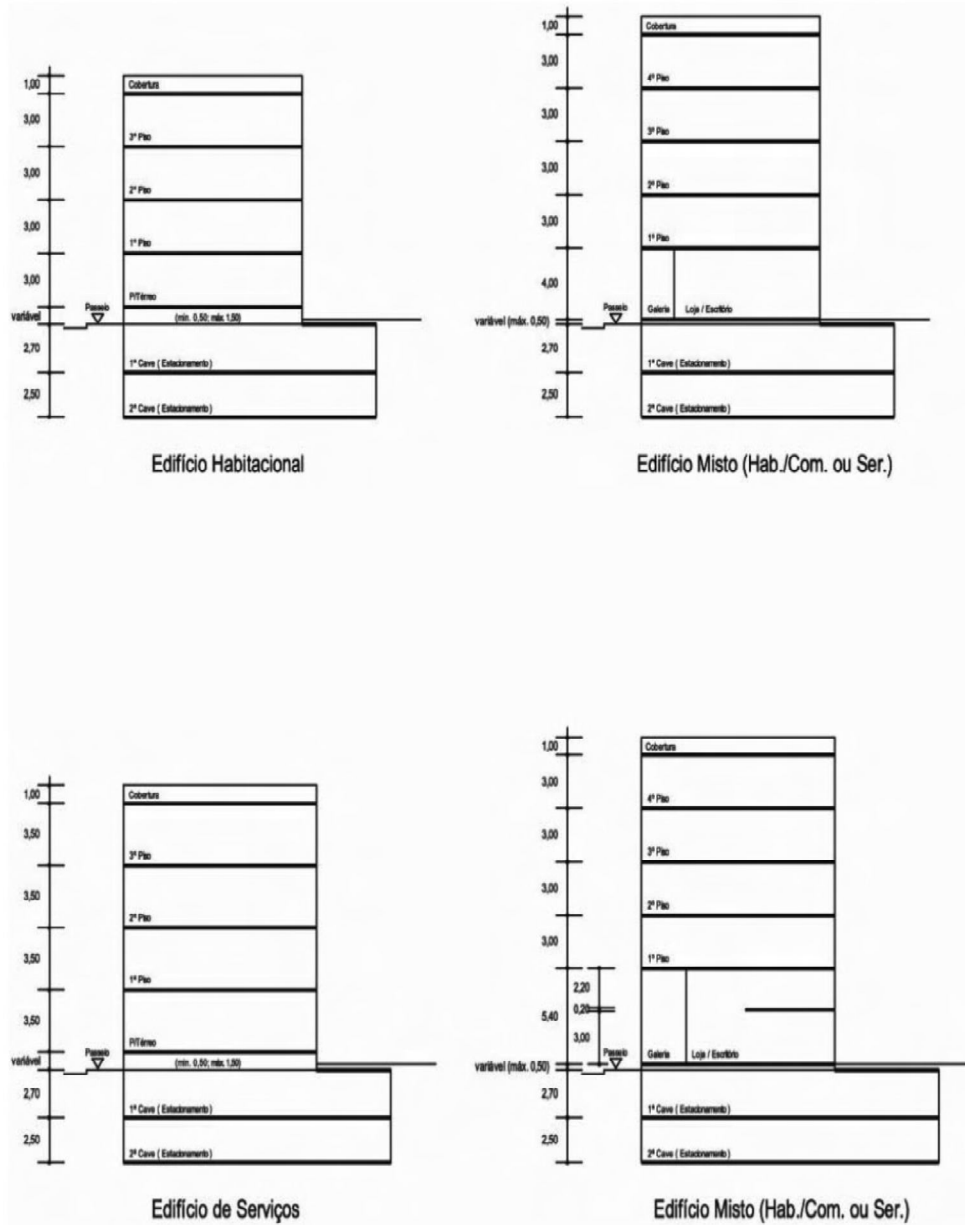 1,00
Cobertura
3,00
3º Piso
3,00
2º Piso
3,00
1º Piso
3,00
P/Térreo
variável
Passeio
(min. 0,50; máx. 1,50)
2,70
1ª Cave ( Estacionamento )
2,50
2ª Cave ( Estacionamento )
Edifício Habitacional
1,00
Cobertura
3,00
4º Piso
3,00
3º Piso
3,00
2º Piso
3,00
1º Piso
4,00
Passeio
Galeria
Loja / Escritório
variável (máx. 0,50)
2,70
1ª Cave ( Estacionamento )
2,50
2ª Cave ( Estacionamento )
Edifício Misto (Hab./Com. ou Ser.)
1,00
Cobertura
3,50
3º Piso
3,50
2º Piso
3,50
1º Piso
3,50
P/Térreo
variável
Passeio
(min. 0,50; máx. 1,50)
2,70
1ª Cave ( Estacionamento )
2,50
2ª Cave ( Estacionamento )
Edifício de Serviços
1,00
Cobertura
3,00
4º Piso
3,00
3º Piso
3,00
2º Piso
3,00
1º Piso
2,20
5,40
0,20
3,00
Passeio
Galeria
Loja / Escritório
variável (máx. 0,50)
2,70
1ª Cave ( Estacionamento )
2,50
2ª Cave ( Estacionamento )
Edifício Misto (Hab./Com. ou Ser.)